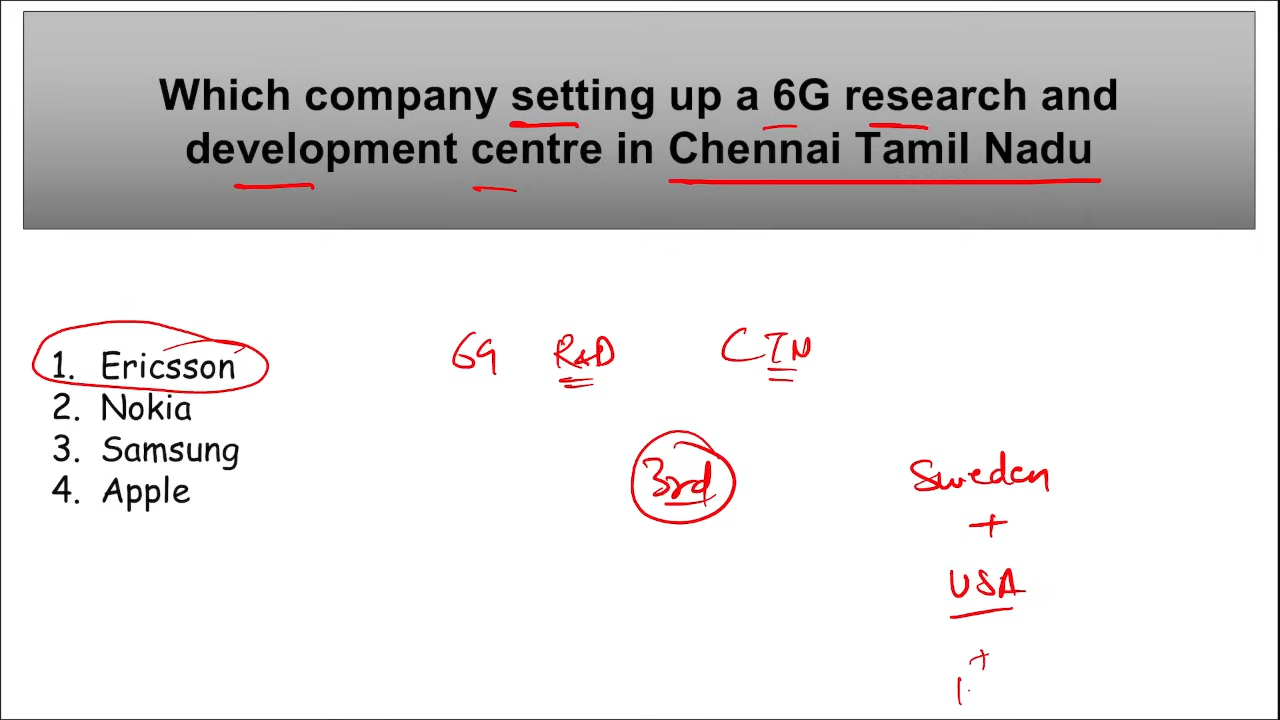 Which company setting up a 6G research and
development centre in Chennai Tamil Nadu
1. Ericsson
2. Nokia
3. Samsung
4. Apple
6G R&D CTN
3rd
Sweden
+
USA
+